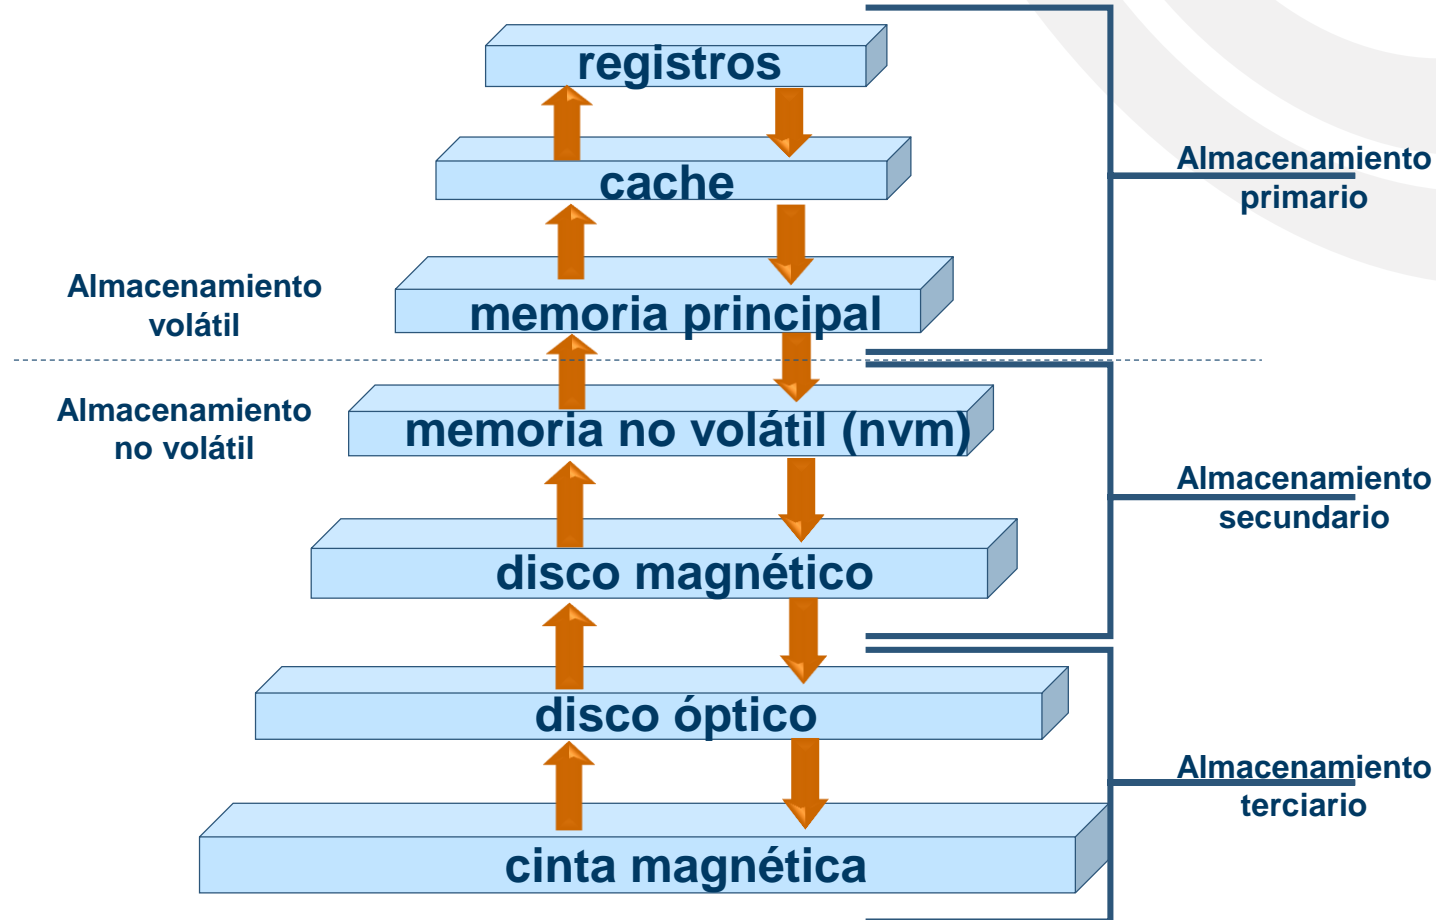 registros
cache
Almacenamiento
primario
memoria principal
Almacenamiento
volátil
Almacenamiento
no volátil
memoria no volátil (nvm)
Almacenamiento
secundario
disco magnético
disco óptico
Almacenamiento
terciario
cinta magnética